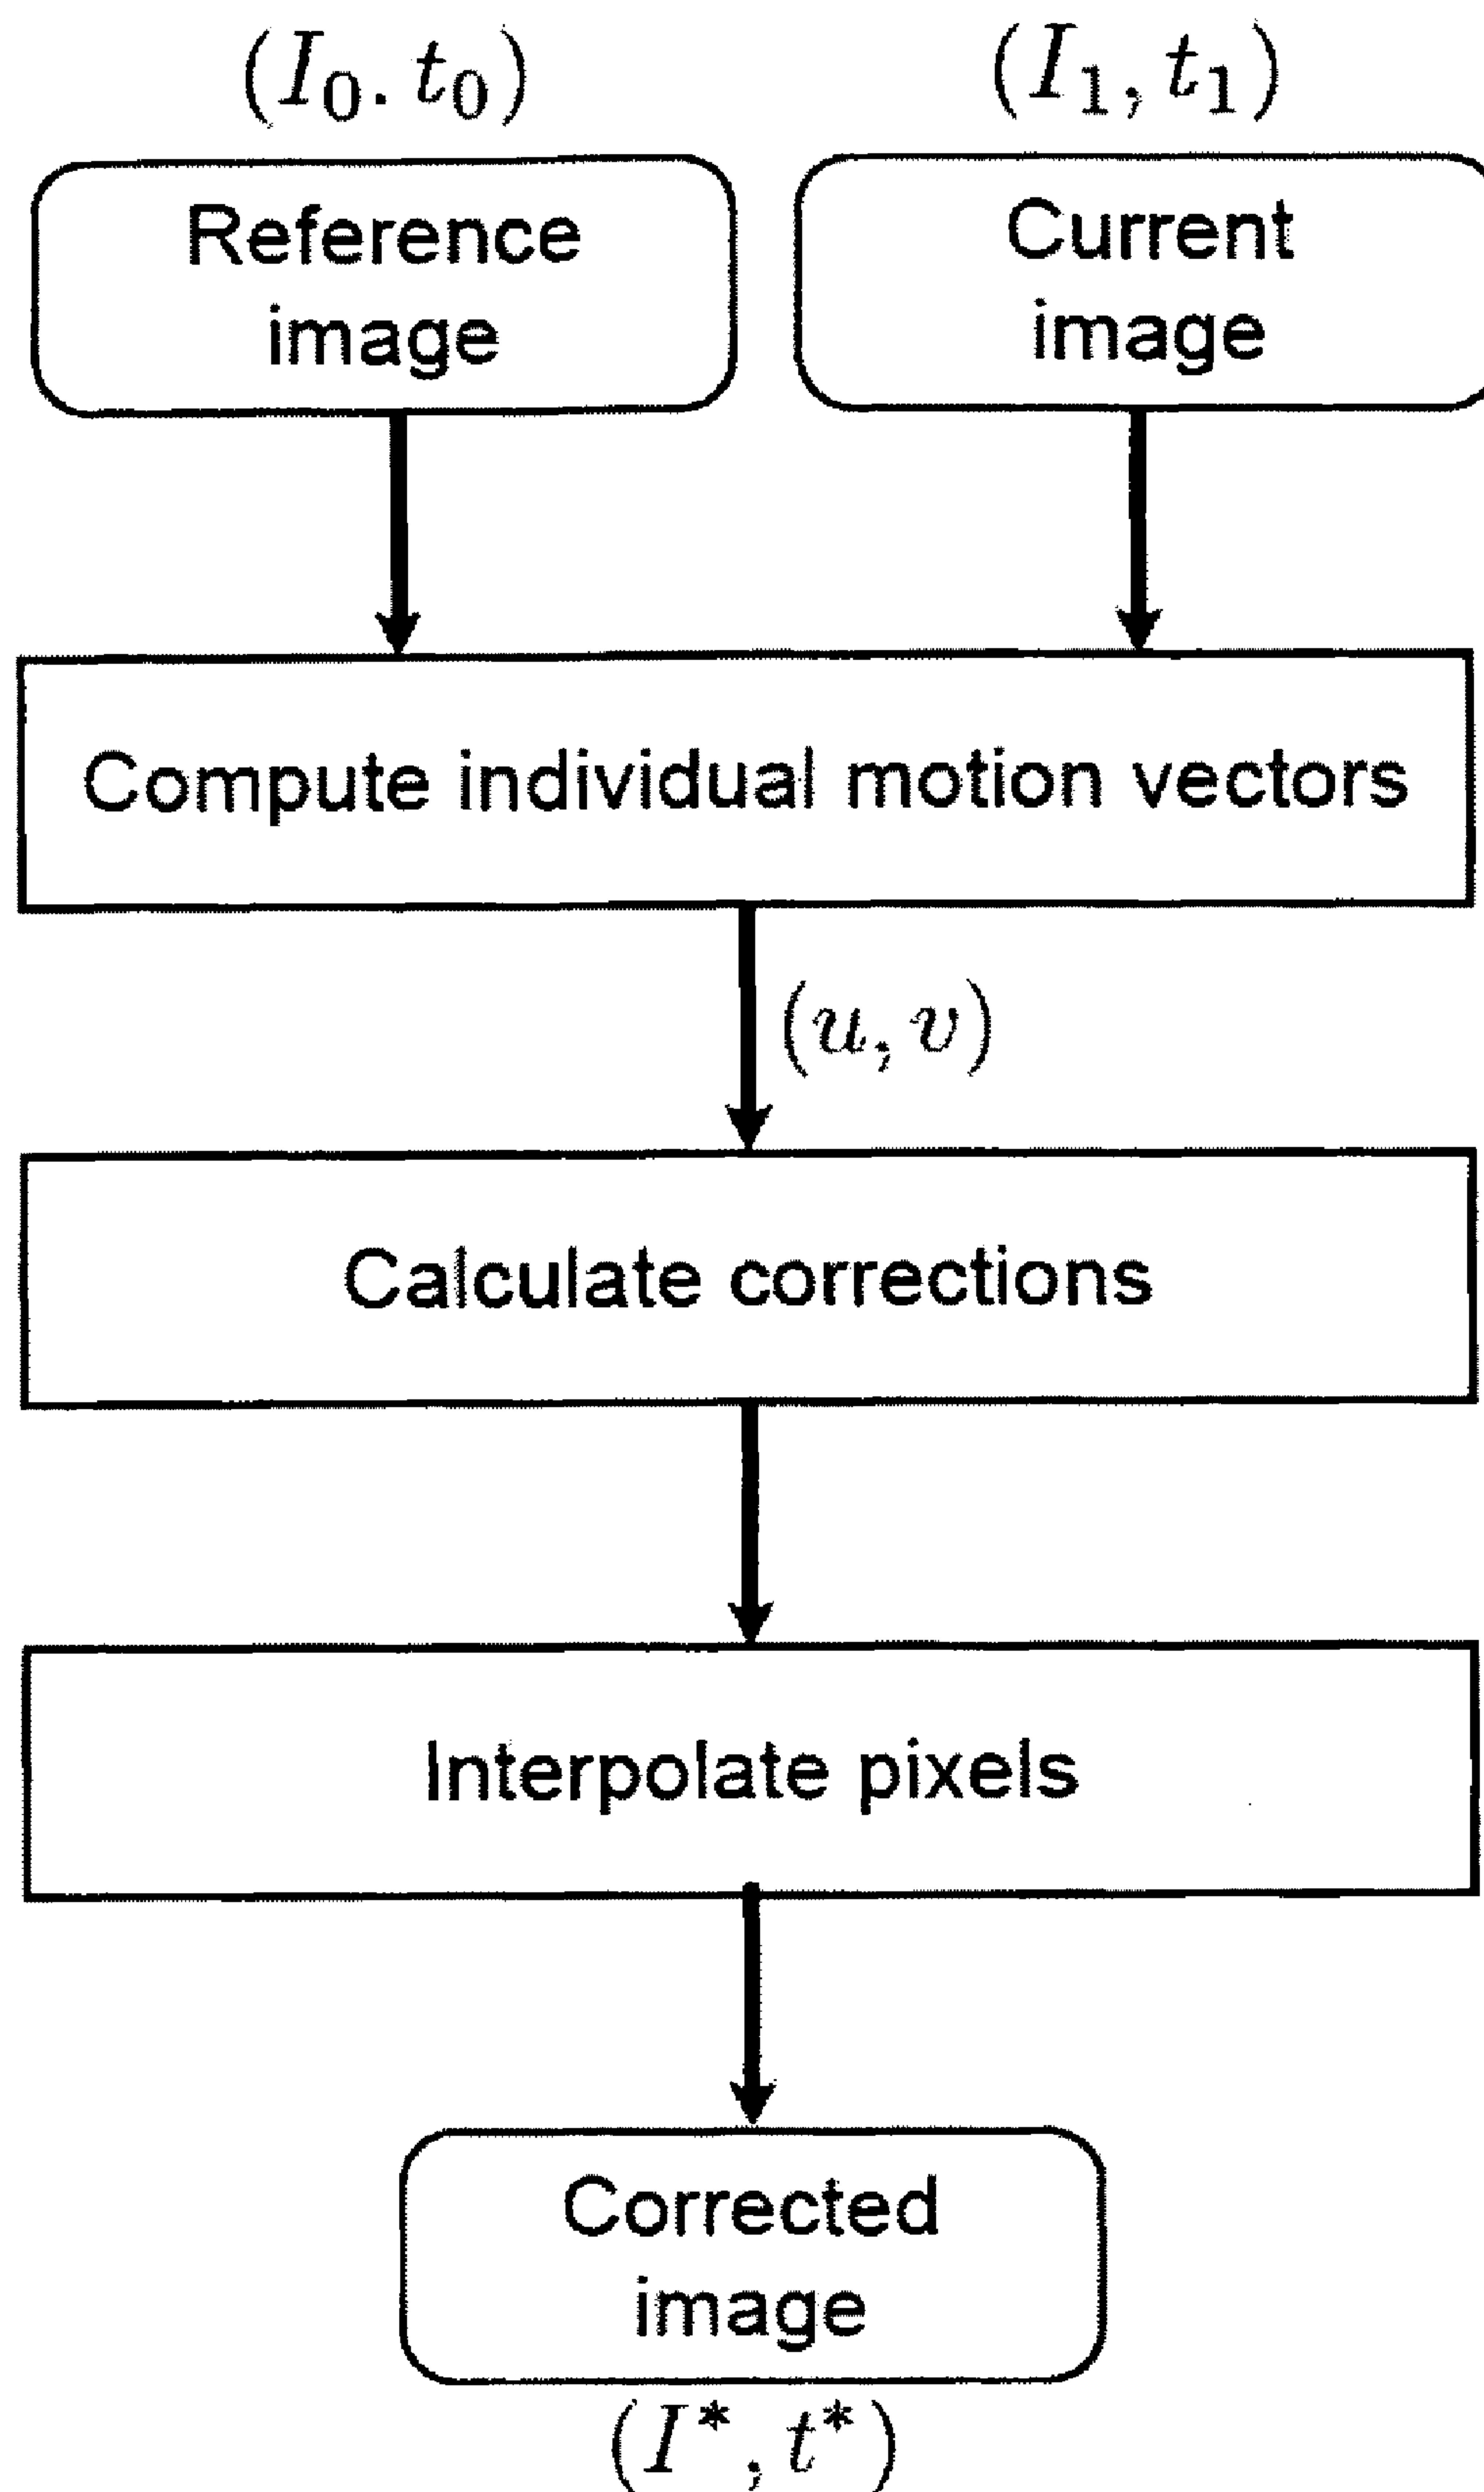 (I₀. t₀)
(I₁, t₁)
Reference
image
Current
image
Compute individual motion vectors
(u, v)
Calculate corrections
Interpolate pixels
Corrected
image
(I*, t*)